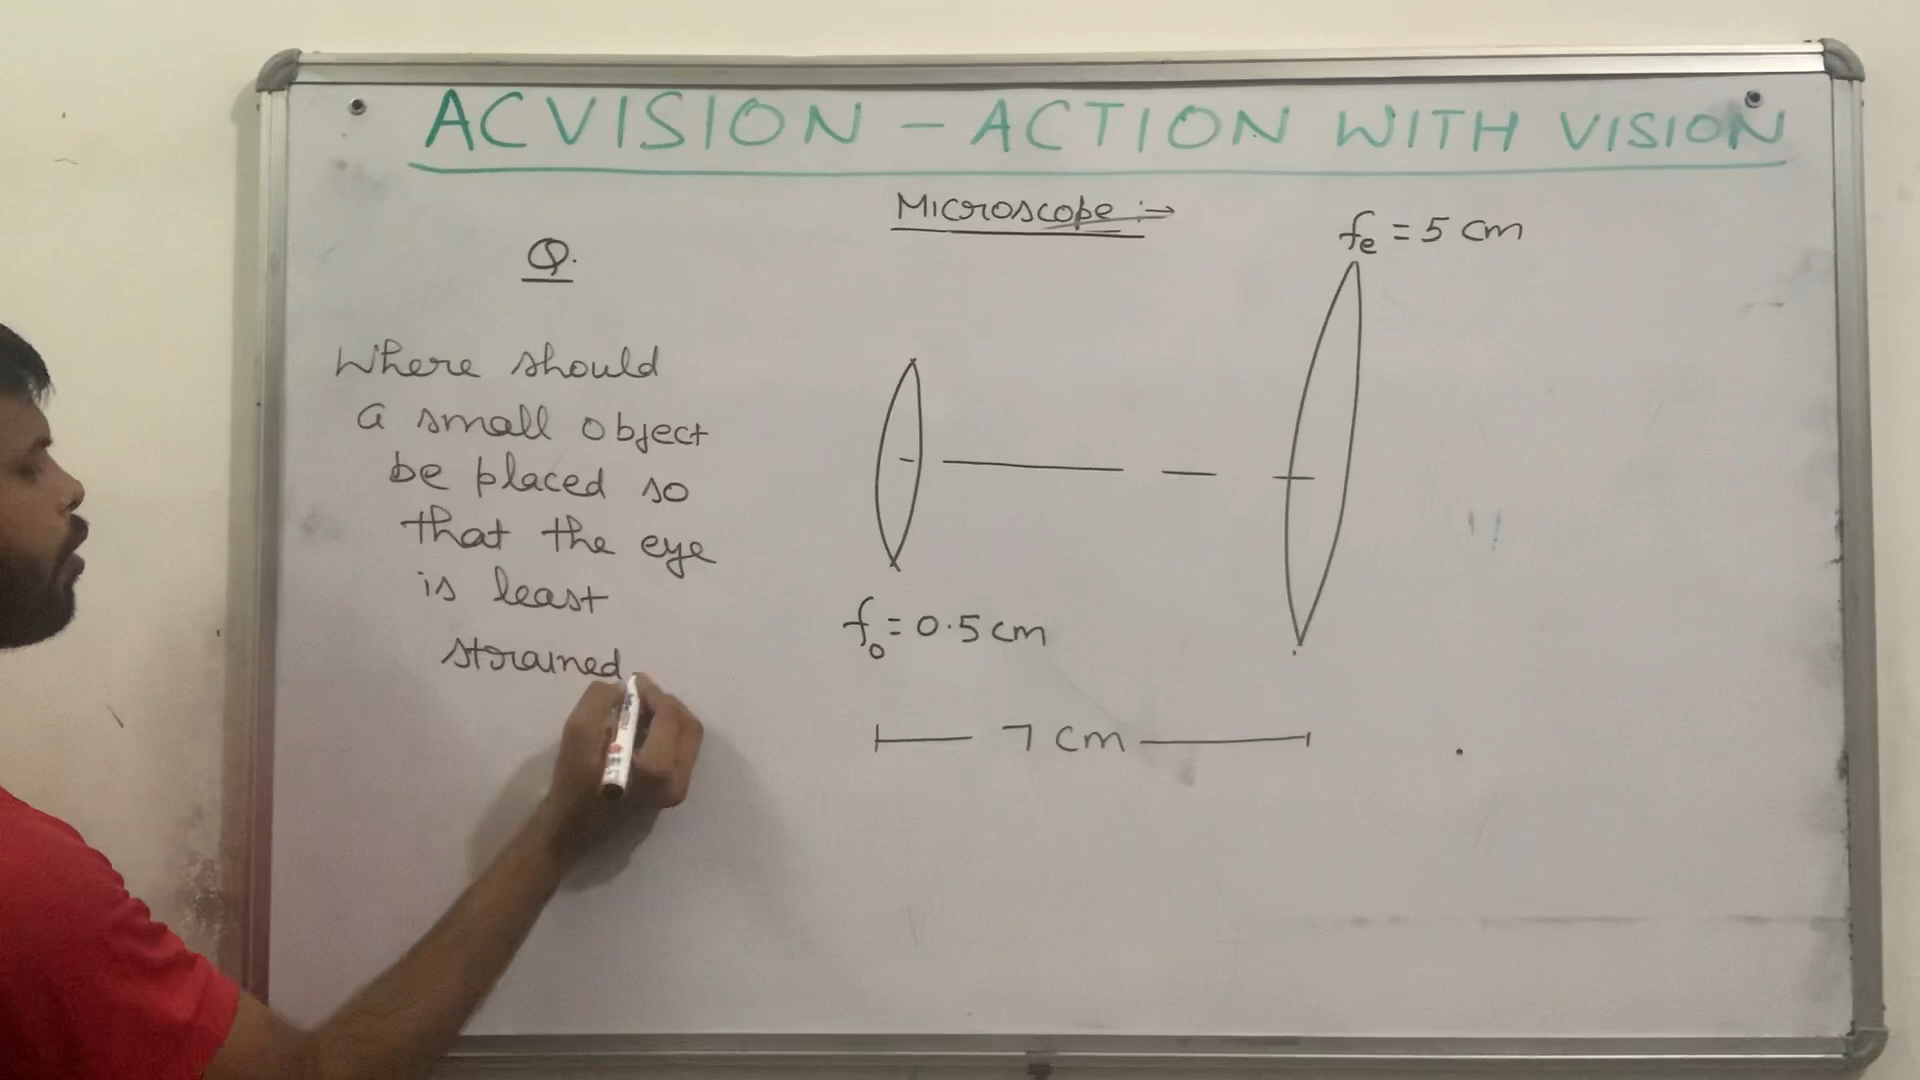 ACVISION - ACTION WITH VISION
Microscope :→
Q.
Where should
a small object
be placed so
that the eye
is least
strained
fe = 5 cm
fo = 0.5 cm
7 cm